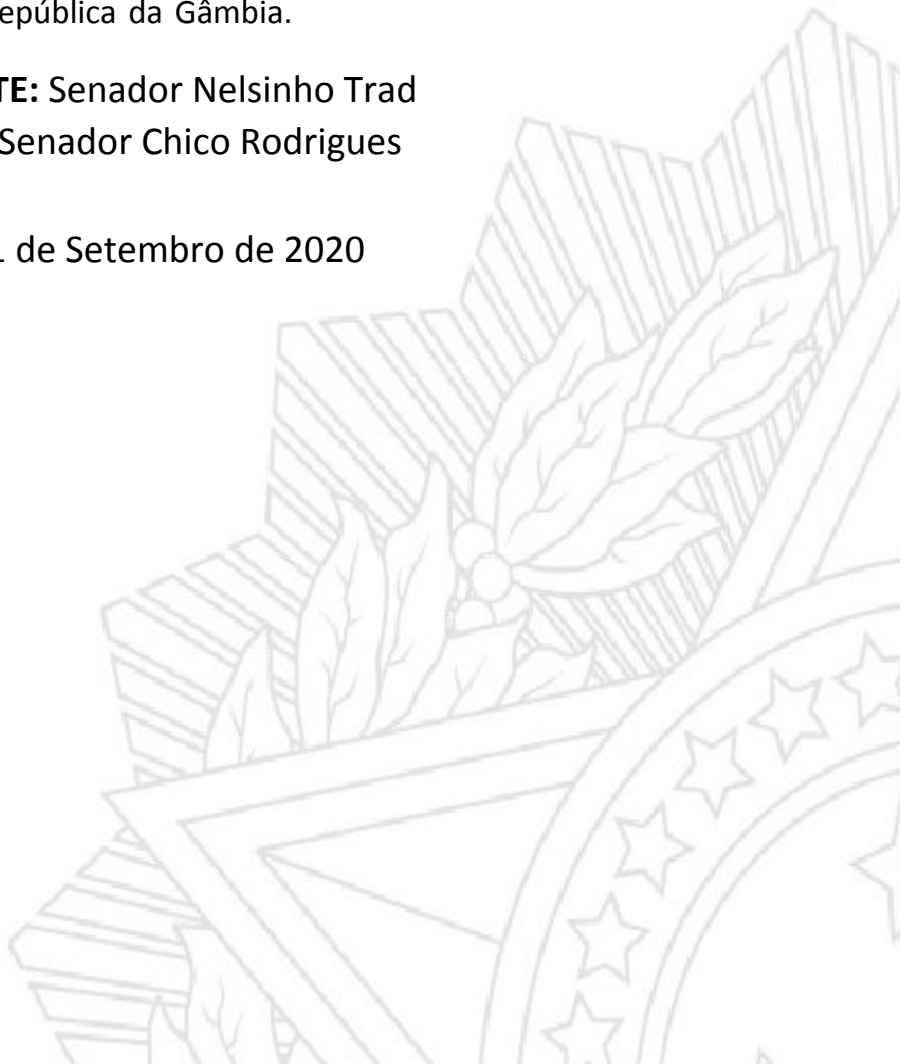 epública da Gâmbia.
TE: Senador Nelsinho Trad
Senador Chico Rodrigues
de Setembro de 2020